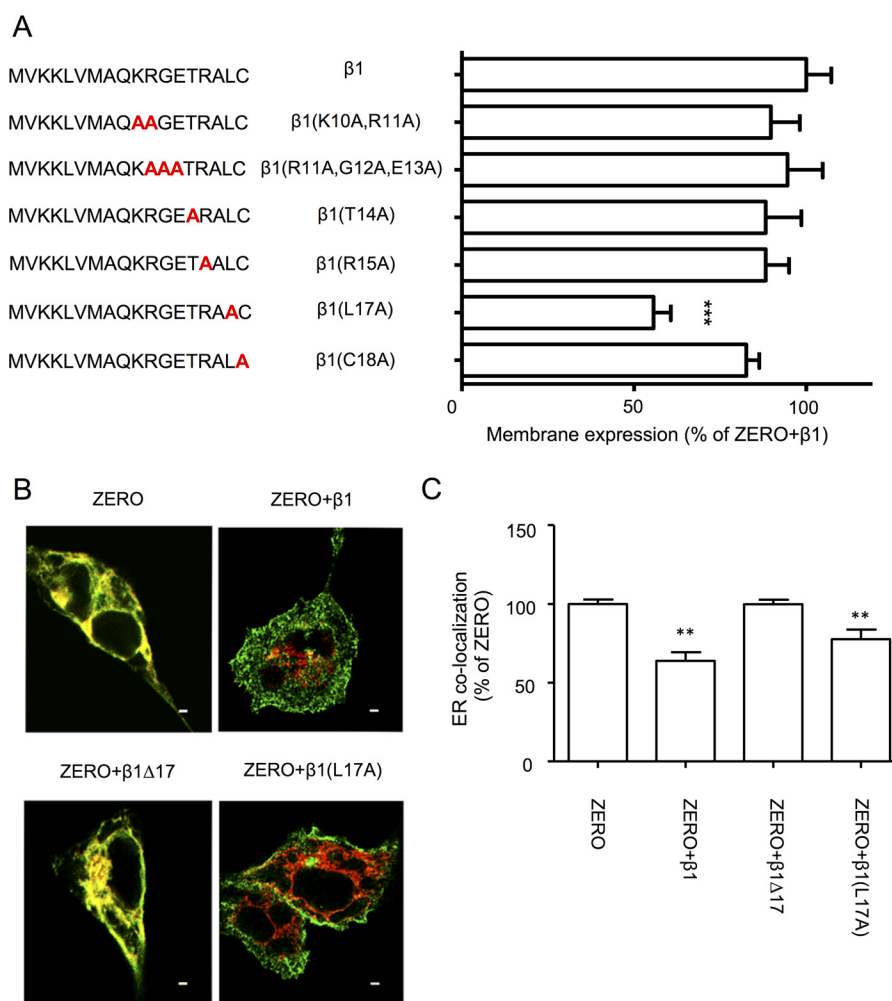 A
MVKKLVMAQKRGETRALC β1
MVKKLVMAQAAGETRALC β1(K10A,R11A)
MVKKLVMAQKAAATRALC β1(R11A,G12A,E13A)
MVKKLVMAQKRGEARALC β1(T14A)
MVKKLVMAQKRGETAALC β1(R15A)
MVKKLVMAQKRGETRAAC β1(L17A) ***
MVKKLVMAQKRGETRALA β1(C18A)
0 50 100
Membrane expression (% of ZERO+β1)
B
ZERO ZERO+β1
ZERO+β1Δ17 ZERO+β1(L17A)
C
ER co-localization
(% of ZERO)
150
100
50
0
** **
ZERO
ZERO+β1
ZERO+β1Δ17
ZERO+β1(L17A)